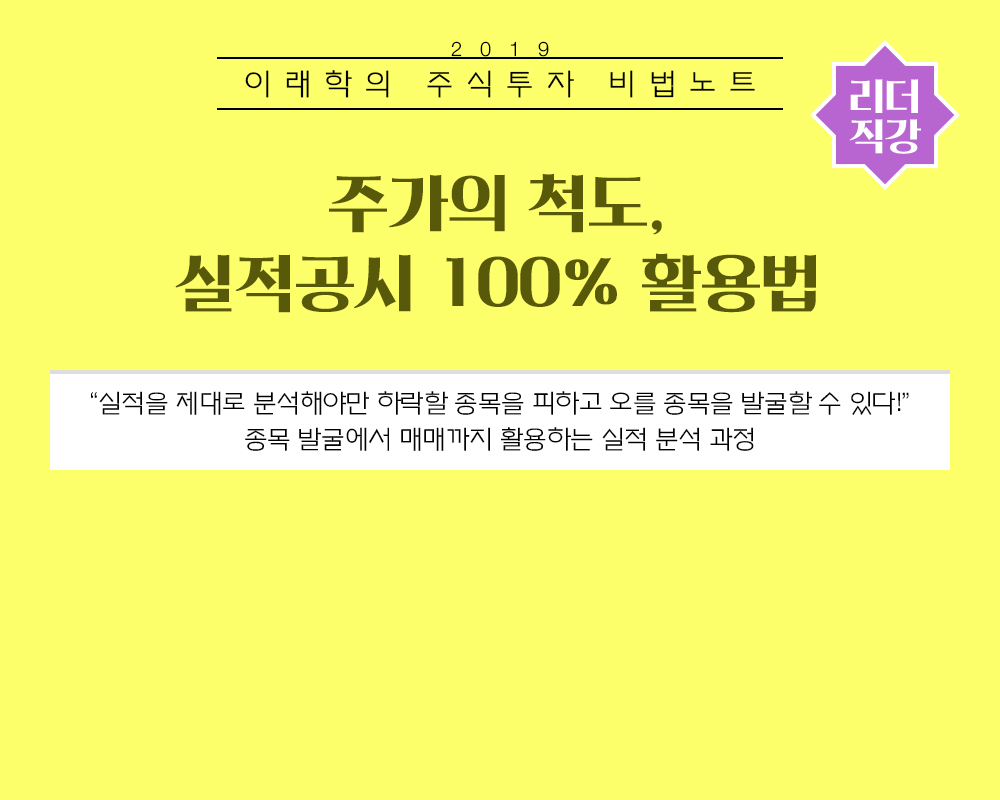 2019
이래학의 주식투자 비법노트
리더
직강
주가의 척도,
실적공시 100% 활용법
“실적을 제대로 분석해야만 하락할 종목을 피하고 오를 종목을 발굴할 수 있다!”
종목 발굴에서 매매까지 활용하는 실적 분석 과정